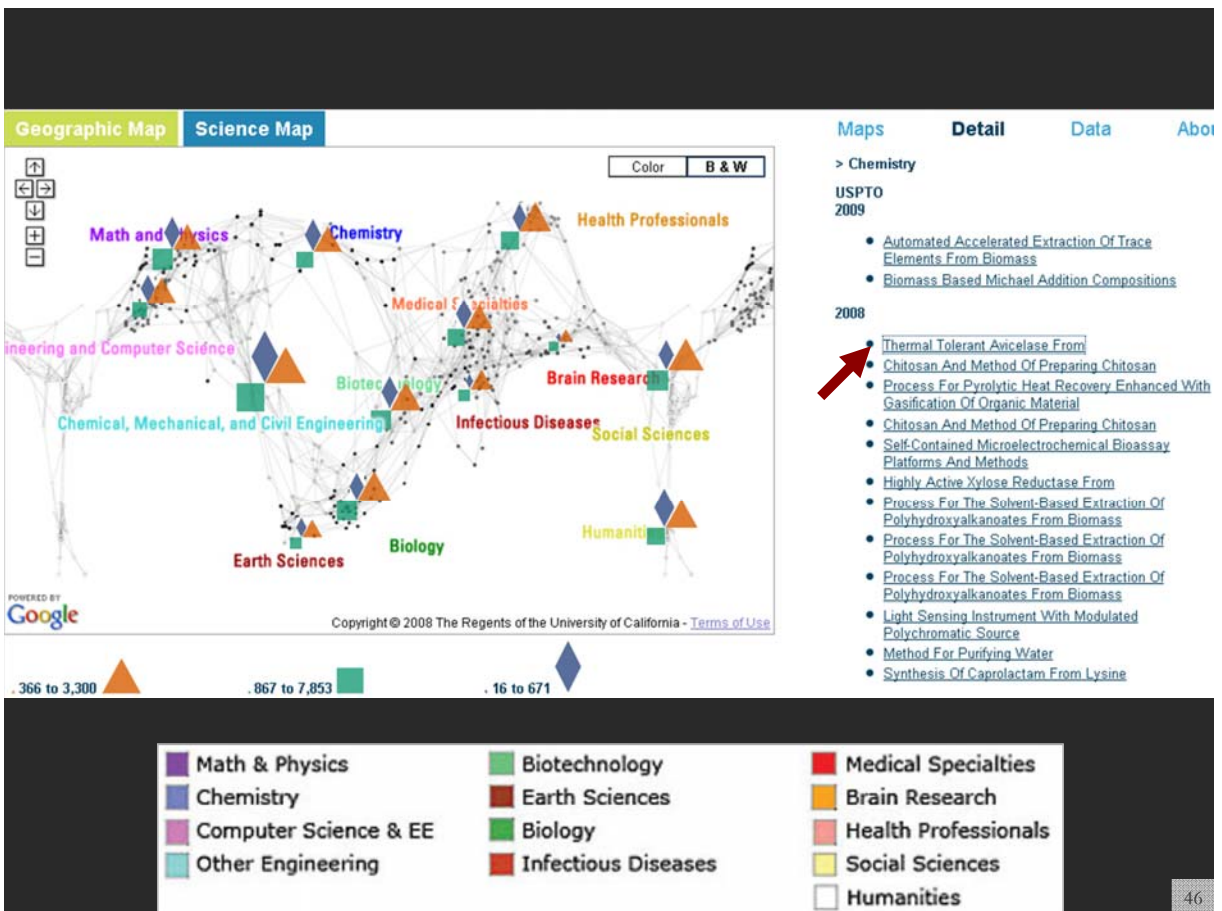 Geographic Map Science Map
Maps Detail Data Abou
Color B & W
> Chemistry
USPTO
2009
Automated Accelerated Extraction Of Trace
Elements From Biomass
Biomass Based Michael Addition Compositions
2008
Thermal Tolerant Avicelase From
Chitosan And Method Of Preparing Chitosan
Process For Pyrolytic Heat Recovery Enhanced With
Gasification Of Organic Material
Chitosan And Method Of Preparing Chitosan
Self-Contained Microelectrochemical Bioassay
Platforms And Methods
Highly Active Xylose Reductase From
Process For The Solvent-Based Extraction Of
Polyhydroxyalkanoates From Biomass
Process For The Solvent-Based Extraction Of
Polyhydroxyalkanoates From Biomass
Process For The Solvent-Based Extraction Of
Polyhydroxyalkanoates From Biomass
Light Sensing Instrument With Modulated
Polychromatic Source
Method For Purifying Water
Synthesis Of Caprolactam From Lysine
Health Professionals
Math and Physics
Chemistry
Medical Specialties
ineering and Computer Science
Brain Research
Biotechnology
Chemical, Mechanical, and Civil Engineering
Infectious Diseases
Social Sciences
Humaniti
Biology
Earth Sciences
POWERED BY
Google
Copyright © 2008 The Regents of the University of California - Terms of Use
. 366 to 3,300
. 867 to 7,853
. 16 to 671
Math & Physics
Chemistry
Computer Science & EE
Other Engineering
Biotechnology
Earth Sciences
Biology
Infectious Diseases
Medical Specialties
Brain Research
Health Professionals
Social Sciences
Humanities
46